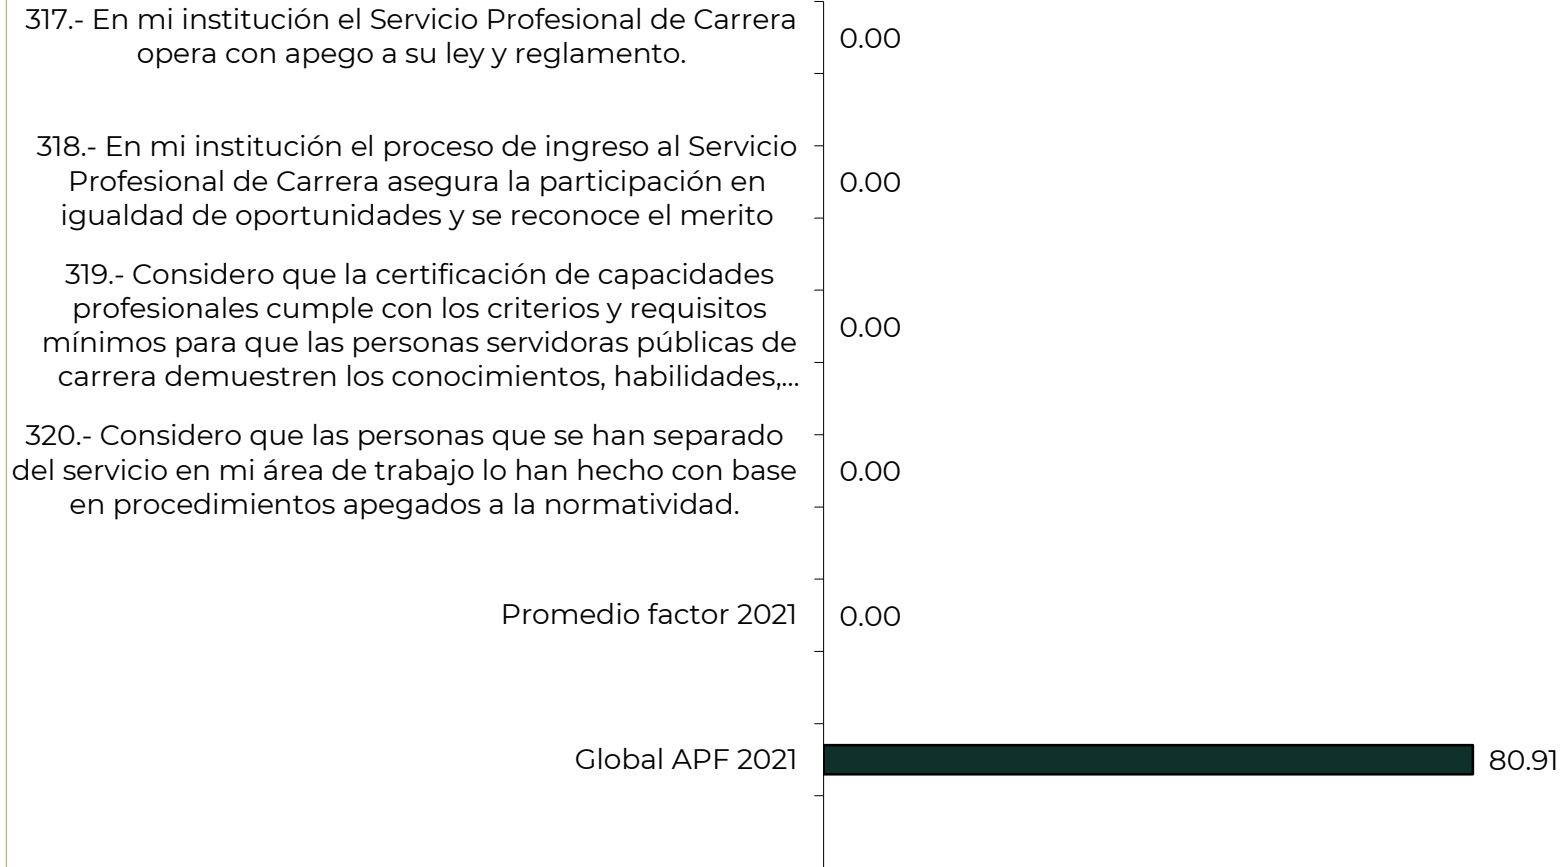 317.- En mi institución el Servicio Profesional de Carrera
opera con apego a su ley y reglamento.
0.00
318.- En mi institución el proceso de ingreso al Servicio
Profesional de Carrera asegura la participación en
igualdad de oportunidades y se reconoce el merito
0.00
319.- Considero que la certificación de capacidades
profesionales cumple con los criterios y requisitos
mínimos para que las personas servidoras públicas de
carrera demuestren los conocimientos, habilidades,...
0.00
320.- Considero que las personas que se han separado
del servicio en mi área de trabajo lo han hecho con base
en procedimientos apegados a la normatividad.
0.00
Promedio factor 2021
0.00
Global APF 2021
80.91